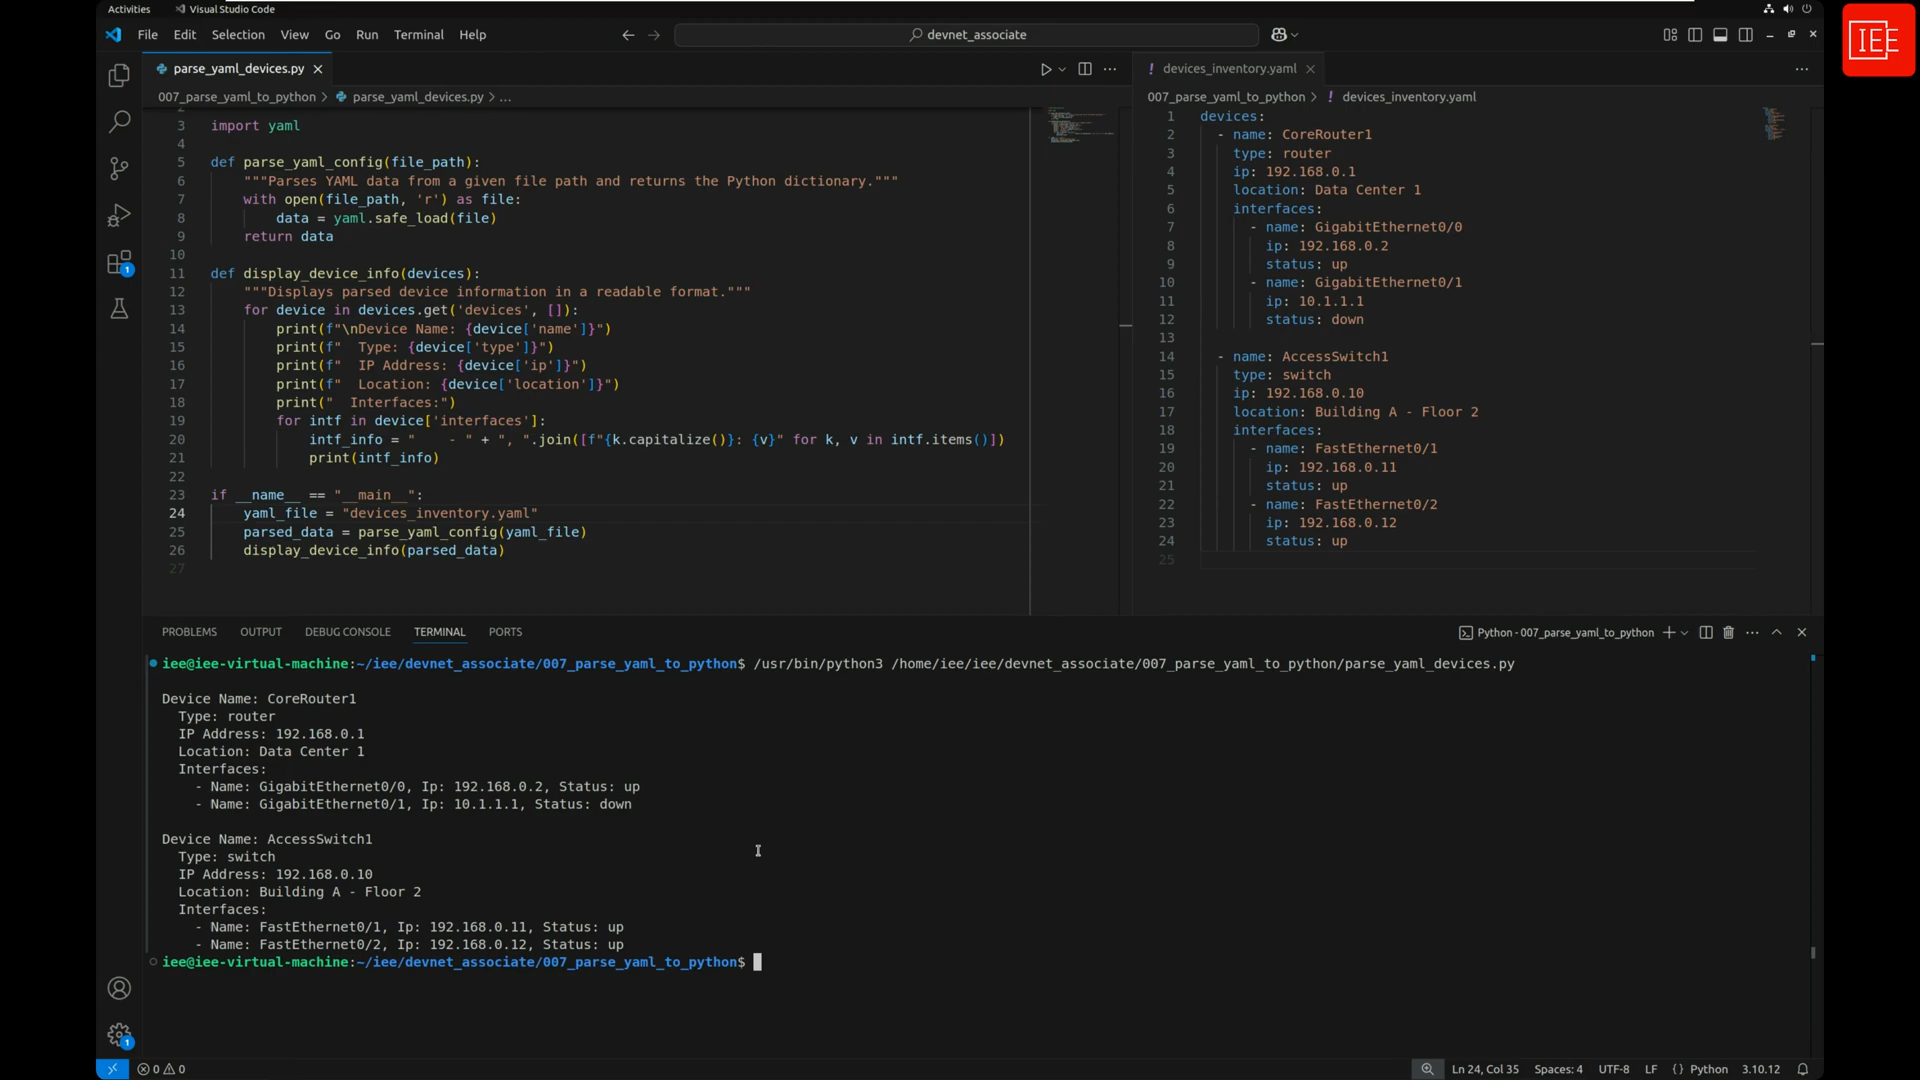 Activities
Visual Studio Code
File Edit Selection View Go Run Terminal Help
devnet_associate
IEE
parse_yaml_devices.py
007_parse_yaml_to_python > parse_yaml_devices.py > ...
2
3 import yaml
4
5 def parse_yaml_config(file_path):
6     """Parses YAML data from a given file path and returns the Python dictionary."""
7     with open(file_path, 'r') as file:
8         data = yaml.safe_load(file)
9     return data
10
11 def display_device_info(devices):
12     """Displays parsed device information in a readable format."""
13     for device in devices.get('devices', []):
14         print(f"\nDevice Name: {device['name']}")
15         print(f"  Type: {device['type']}")
16         print(f"  IP Address: {device['ip']}")
17         print(f"  Location: {device['location']}")
18         print("  Interfaces:")
19         for intf in device['interfaces']:
20             intf_info = "    - " + ", ".join([f"{k.capitalize()}: {v}" for k, v in intf.items()])
21             print(intf_info)
22
23 if __name__ == "__main__":
24     yaml_file = "devices_inventory.yaml"
25     parsed_data = parse_yaml_config(yaml_file)
26     display_device_info(parsed_data)
27
devices_inventory.yaml
007_parse_yaml_to_python > devices_inventory.yaml
1 devices:
2   - name: CoreRouter1
3     type: router
4     ip: 192.168.0.1
5     location: Data Center 1
6     interfaces:
7       - name: GigabitEthernet0/0
8         ip: 192.168.0.2
9         status: up
10       - name: GigabitEthernet0/1
11         ip: 10.1.1.1
12         status: down
13
14   - name: AccessSwitch1
15     type: switch
16     ip: 192.168.0.10
17     location: Building A - Floor 2
18     interfaces:
19       - name: FastEthernet0/1
20         ip: 192.168.0.11
21         status: up
22       - name: FastEthernet0/2
23         ip: 192.168.0.12
24         status: up
25
PROBLEMS OUTPUT DEBUG CONSOLE TERMINAL PORTS
Python - 007_parse_yaml_to_python
iee@iee-virtual-machine:~/iee/devnet_associate/007_parse_yaml_to_python$ /usr/bin/python3 /home/iee/iee/devnet_associate/007_parse_yaml_to_python/parse_yaml_devices.py
Device Name: CoreRouter1
  Type: router
  IP Address: 192.168.0.1
  Location: Data Center 1
  Interfaces:
    - Name: GigabitEthernet0/0, Ip: 192.168.0.2, Status: up
    - Name: GigabitEthernet0/1, Ip: 10.1.1.1, Status: down
Device Name: AccessSwitch1
  Type: switch
  IP Address: 192.168.0.10
  Location: Building A - Floor 2
  Interfaces:
    - Name: FastEthernet0/1, Ip: 192.168.0.11, Status: up
    - Name: FastEthernet0/2, Ip: 192.168.0.12, Status: up
iee@iee-virtual-machine:~/iee/devnet_associate/007_parse_yaml_to_python$
1
1
0 0
Ln 24, Col 35 Spaces: 4 UTF-8 LF {} Python 3.10.12